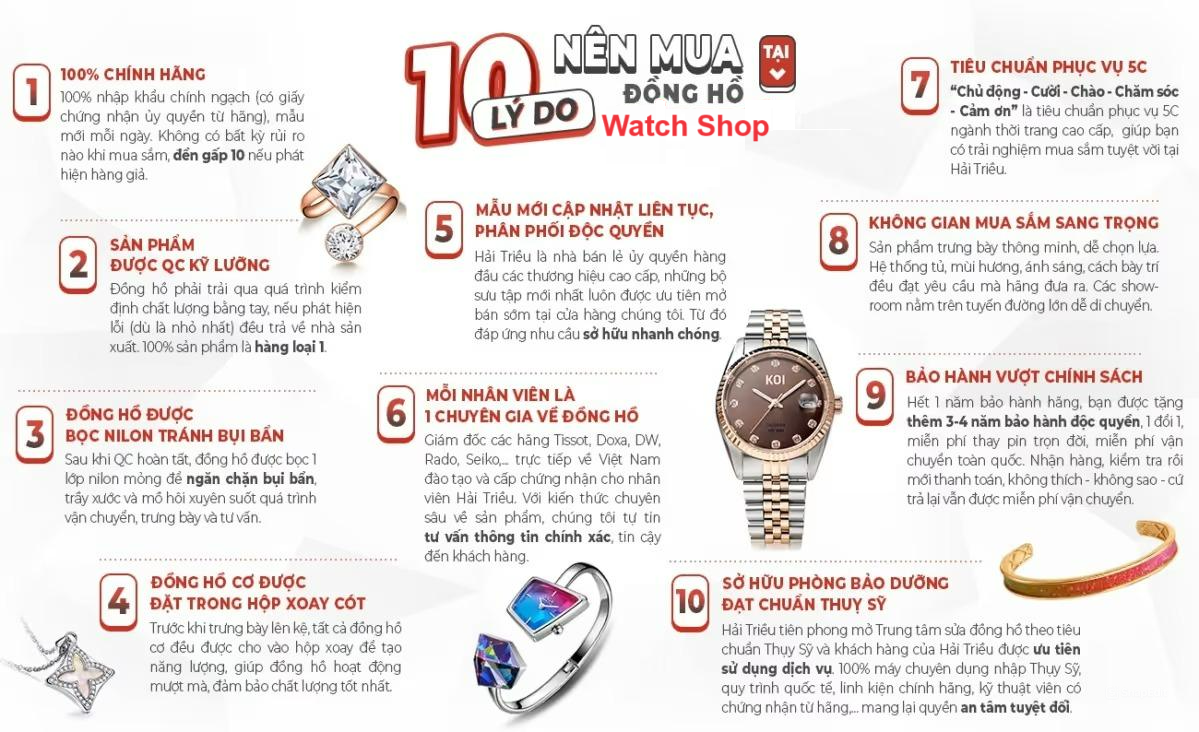 10
LÝ DO
NÊN MUA
ĐỒNG HỒ
TẠI
Watch Shop
1
100% CHÍNH HÃNG
100% nhập khẩu chính ngạch (có giấy
chứng nhận ủy quyền từ hãng), mẫu
mới mỗi ngày. Không có bất kỳ rủi ro
nào khi mua sắm, đền gấp 10 nếu phát
hiện hàng giả.
2
SẢN PHẨM
ĐƯỢC QC KỸ LƯỠNG
Đồng hồ phải trải qua quá trình kiểm
định chất lượng bằng tay, nếu phát hiện
lỗi (dù là nhỏ nhất) đều trả về nhà sản
xuất. 100% sản phẩm là hàng loại 1.
3
ĐỒNG HỒ ĐƯỢC
BỌC NILON TRÁNH BỤI BẨN
Sau khi QC hoàn tất, đồng hồ được bọc 1
lớp nilon mỏng để ngăn chặn bụi bẩn,
trầy xước và mồ hôi xuyên suốt quá trình
vận chuyển, trưng bày và tư vấn.
4
ĐỒNG HỒ CƠ ĐƯỢC
ĐẶT TRONG HỘP XOAY CÓT
Trước khi trưng bày lên kệ, tất cả đồng hồ
cơ đều được cho vào hộp xoay để tạo
năng lượng, giúp đồng hồ hoạt động
mượt mà, đảm bảo chất lượng tốt nhất.
5
MẪU MỚI CẬP NHẬT LIÊN TỤC,
PHÂN PHỐI ĐỘC QUYỀN
Hải Triều là nhà bán lẻ ủy quyền hàng
đầu các thương hiệu cao cấp, những bộ
sưu tập mới nhất luôn được ưu tiên mở
bán sớm tại cửa hàng chúng tôi. Từ đó
đáp ứng nhu cầu sở hữu nhanh chóng.
6
MỖI NHÂN VIÊN LÀ
1 CHUYÊN GIA VỀ ĐỒNG HỒ
Giám đốc các hãng Tissot, Doxa, DW,
Rado, Seiko,... trực tiếp về Việt Nam
đào tạo và cấp chứng nhận cho nhân
viên Hải Triều. Với kiến thức chuyên
sâu về sản phẩm, chúng tôi tự tin
tư vấn thông tin chính xác, tin cậy
đến khách hàng.
KOI
7
TIÊU CHUẨN PHỤC VỤ 5C
“Chủ động - Cười - Chào - Chăm sóc
- Cảm ơn” là tiêu chuẩn phục vụ 5C
ngành thời trang cao cấp, giúp bạn
có trải nghiệm mua sắm tuyệt vời tại
Hải Triều.
8
KHÔNG GIAN MUA SẮM SANG TRỌNG
Sản phẩm trưng bày thông minh, dễ chọn lựa.
Hệ thống tủ, mùi hương, ánh sáng, cách bày trí
đều đạt yêu cầu mà hãng đưa ra. Các show-
room nằm trên tuyến đường lớn dễ di chuyển.
9
BẢO HÀNH VƯỢT CHÍNH SÁCH
Hết 1 năm bảo hành hãng, bạn được tặng
thêm 3-4 năm bảo hành độc quyền, 1 đổi 1,
miễn phí thay pin trọn đời, miễn phí vận
chuyển toàn quốc. Nhận hàng, kiểm tra rồi
mới thanh toán, không thích - không sao - cứ
trả lại vẫn được miễn phí vận chuyển.
10
SỞ HỮU PHÒNG BẢO DƯỠNG
ĐẠT CHUẨN THUỴ SỸ
Hải Triều tiên phong mở Trung tâm sửa đồng hồ theo tiêu
chuẩn Thụy Sỹ và khách hàng của Hải Triều được ưu tiên
sử dụng dịch vụ. 100% máy chuyên dụng nhập Thụy Sỹ,
quy trình quốc tế, linh kiện chính hãng, kỹ thuật viên có
chứng nhận từ hãng,... mang lại quyền an tâm tuyệt đối.